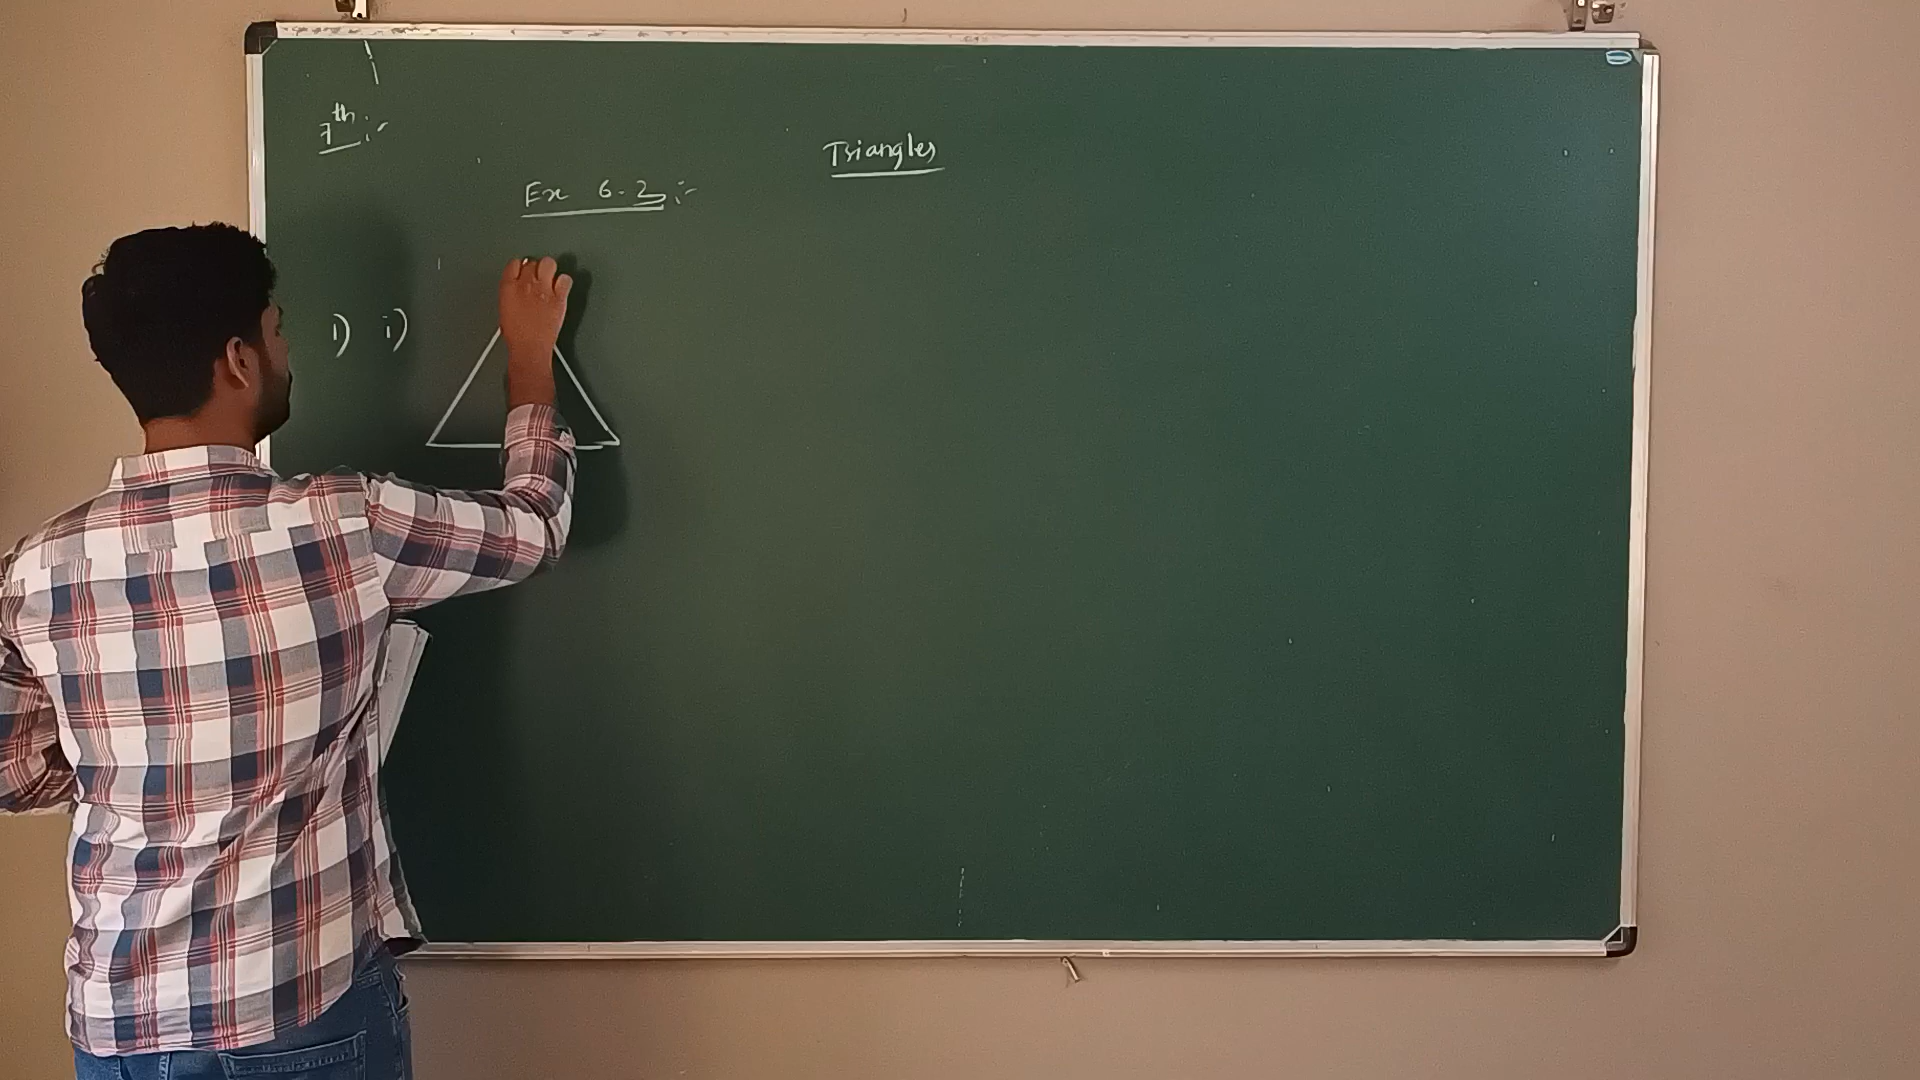 7th :-
Triangles
Ex 6.2 :-
1) i)